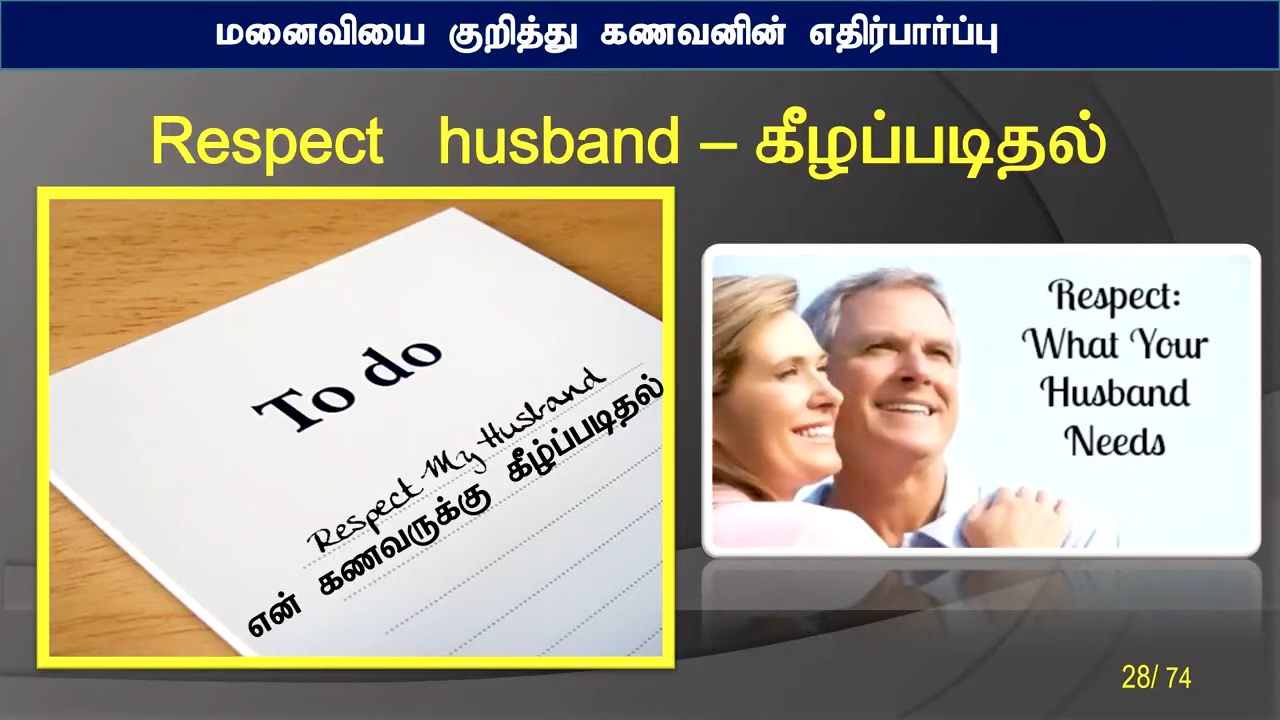 மனைவியை குறித்து கணவனின் எதிர்பார்ப்பு
Respect husband – கீழப்படிதல்
To do
Respect My Husband
என் கணவருக்கு கீழ்ப்படிதல்
Respect:
What Your
Husband
Needs
28/ 74